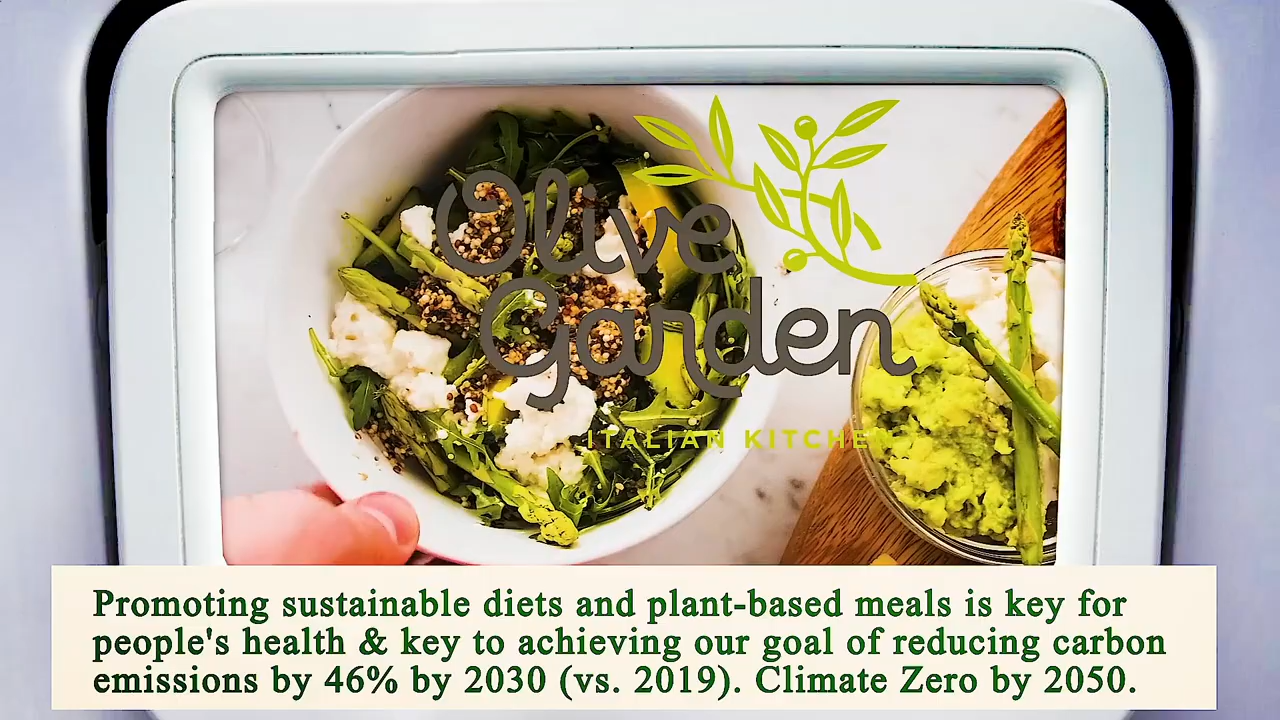 Olive
Garden
ITALIAN KITCHEN
Promoting sustainable diets and plant-based meals is key for
people's health & key to achieving our goal of reducing carbon
emissions by 46% by 2030 (vs. 2019). Climate Zero by 2050.